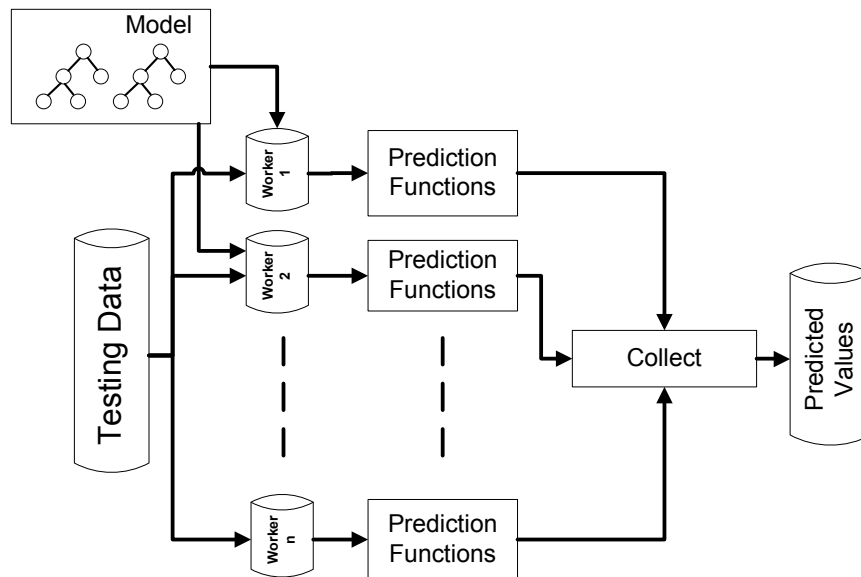 Model
Worker
1
Prediction
Functions
Worker
2
Prediction
Functions
Testing Data
Collect
Predicted
Values
Worker
n
Prediction
Functions